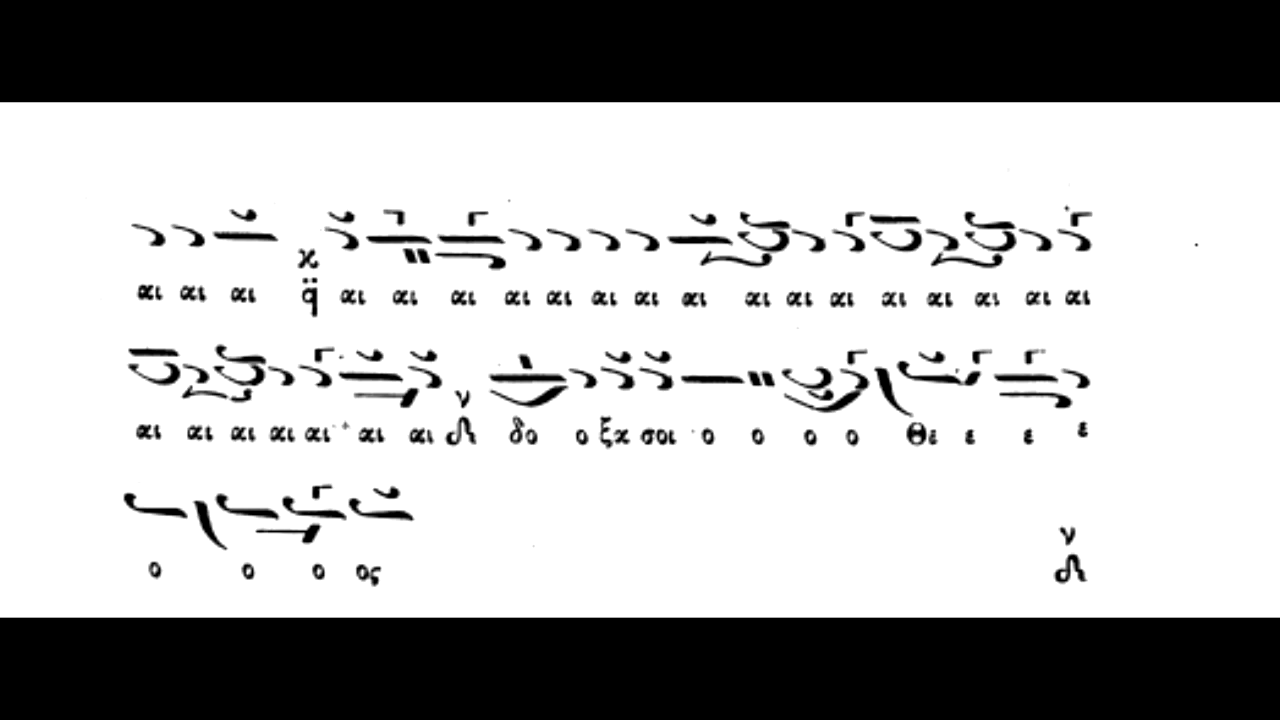 αι αι αι ϰ q̈ αι αι αι αι αι αι αι αι αι αι αι αι αι αι αι αι
αι αι αι αι αι αι αι ν δο ο ξα σοι ο ο ο ο Θε ε ε ε
ο ο ο ος ν